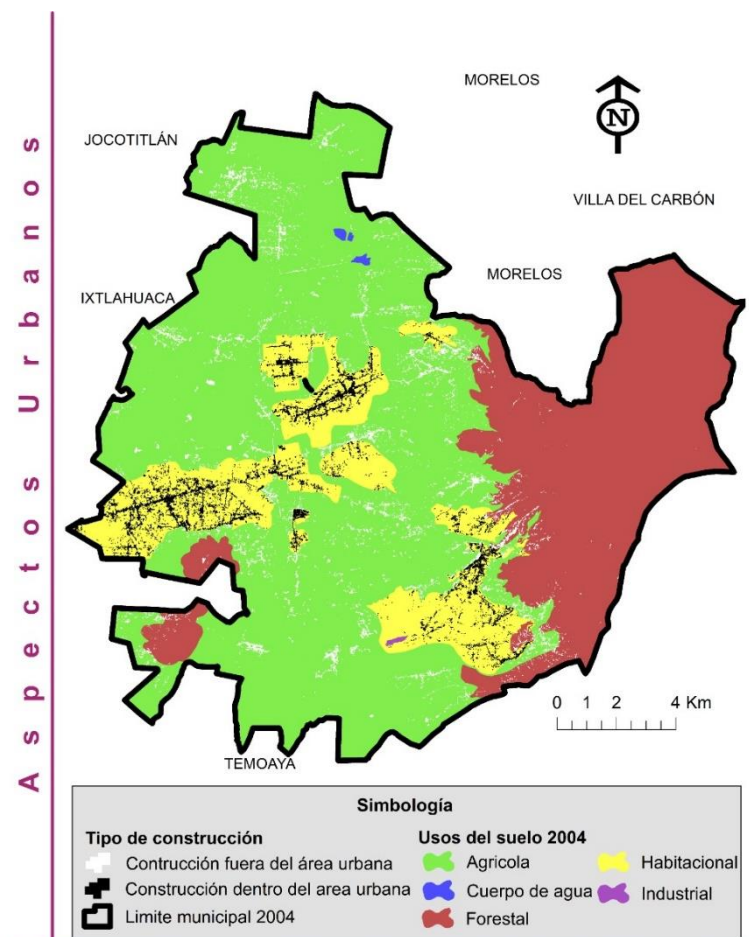 Aspectos Urbanos
MORELOS
N
JOCOTITLÁN
VILLA DEL CARBÓN
MORELOS
IXTLAHUACA
0 1 2 4 Km
TEMOAYA
Simbología
Tipo de construcción
Contrucción fuera del área urbana
Construcción dentro del area urbana
Limite municipal 2004
Usos del suelo 2004
Agricola
Cuerpo de agua
Forestal
Habitacional
Industrial